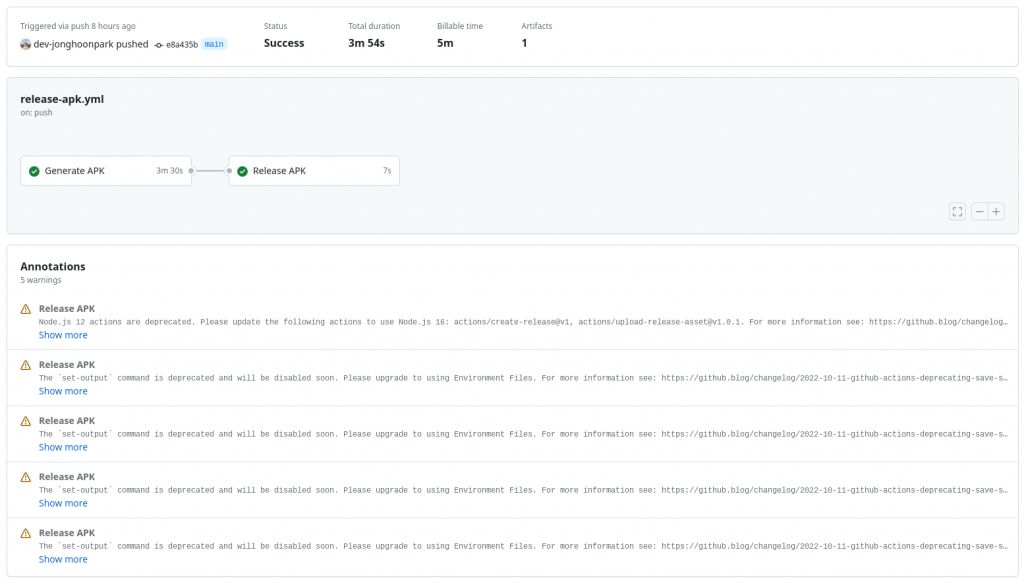 Triggered via push 8 hours ago
dev-jonghoonpark pushed e8a435b main
Status
Success
Total duration
3m 54s
Billable time
5m
Artifacts
1
release-apk.yml
on: push
Generate APK 3m 30s
Release APK 7s
Annotations
5 warnings
Release APK
Node.js 12 actions are deprecated. Please update the following actions to use Node.js 16: actions/create-release@v1, actions/upload-release-asset@v1.0.1. For more information see: https://github.blog/changelog…
Show more
Release APK
The `set-output` command is deprecated and will be disabled soon. Please upgrade to using Environment Files. For more information see: https://github.blog/changelog/2022-10-11-github-actions-deprecating-save-s…
Show more
Release APK
The `set-output` command is deprecated and will be disabled soon. Please upgrade to using Environment Files. For more information see: https://github.blog/changelog/2022-10-11-github-actions-deprecating-save-s…
Show more
Release APK
The `set-output` command is deprecated and will be disabled soon. Please upgrade to using Environment Files. For more information see: https://github.blog/changelog/2022-10-11-github-actions-deprecating-save-s…
Show more
Release APK
The `set-output` command is deprecated and will be disabled soon. Please upgrade to using Environment Files. For more information see: https://github.blog/changelog/2022-10-11-github-actions-deprecating-save-s…
Show more